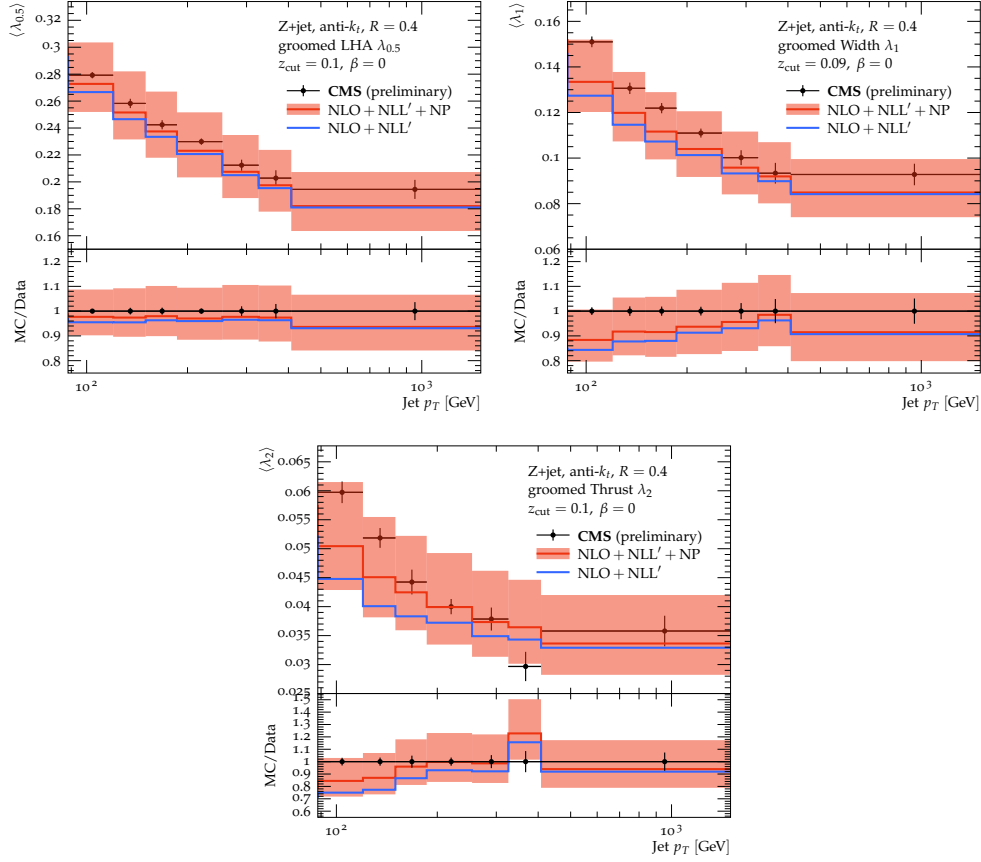 ⟨λ₀.₅⟩
Z+jet, anti-kₜ, R = 0.4
groomed LHA λ₀.₅
z_cut = 0.1, β = 0
CMS (preliminary)
NLO + NLL′ + NP
NLO + NLL′
0.3
0.28
0.26
0.24
0.22
0.2
0.18
0.16
MC/Data
1.2
1.1
1
0.9
0.8
10²
10³
Jet p_T [GeV]
⟨λ₁⟩
Z+jet, anti-kₜ, R = 0.4
groomed Width λ₁
z_cut = 0.09, β = 0
CMS (preliminary)
NLO + NLL′ + NP
NLO + NLL′
0.16
0.14
0.12
0.1
0.08
0.06
MC/Data
1.2
1.1
1
0.9
0.8
10²
10³
Jet p_T [GeV]
⟨λ₂⟩
Z+jet, anti-kₜ, R = 0.4
groomed Thrust λ₂
z_cut = 0.1, β = 0
CMS (preliminary)
NLO + NLL′ + NP
NLO + NLL′
0.065
0.06
0.055
0.05
0.045
0.04
0.035
0.03
0.025
MC/Data
1.5
1.4
1.3
1.2
1.1
1
0.9
0.8
0.7
0.6
10²
10³
Jet p_T [GeV]